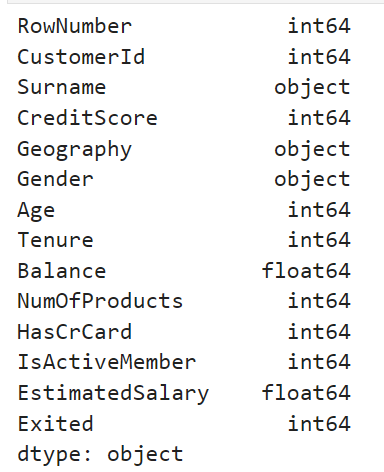 RowNumber int64
CustomerId int64
Surname object
CreditScore int64
Geography object
Gender object
Age int64
Tenure int64
Balance float64
NumOfProducts int64
HasCrCard int64
IsActiveMember int64
EstimatedSalary float64
Exited int64
dtype: object